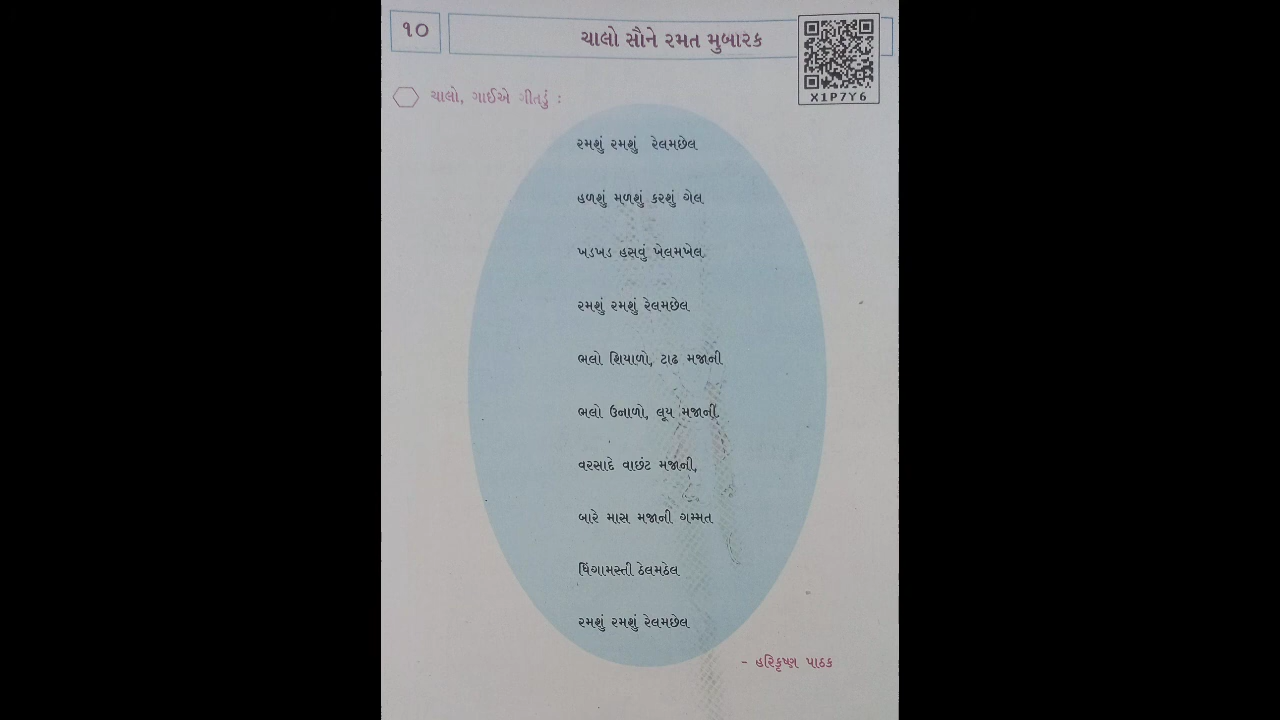 ૧૦
ચાલો સૌને રમત મુબારક
X1P7Y6
ચાલો, ગાઈએ ગીતડું :
રમશું રમશું રેલમછેલ
હળશું મળશું કરશું ગેલ
ખડખડ હસવું ખેલમખેલ
રમશું રમશું રેલમછેલ
ભલો શિયાળો, ટાઢ મજાની
ભલો ઉનાળો, લૂય મજાની
વરસાદે વાછંટ મજાની,
બારે માસ મજાની ગમ્મત
ધિંગામસ્તી ઠેલમઠેલ
રમશું રમશું રેલમછેલ
- હરિકૃષ્ણ પાઠક